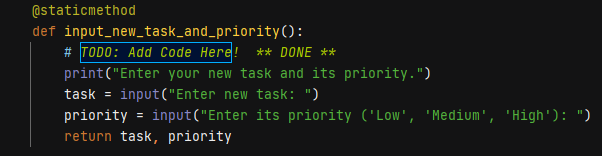 @staticmethod
def input_new_task_and_priority():
    # TODO: Add Code Here!  ** DONE **
    print("Enter your new task and its priority.")
    task = input("Enter new task: ")
    priority = input("Enter its priority ('Low', 'Medium', 'High'): ")
    return task, priority